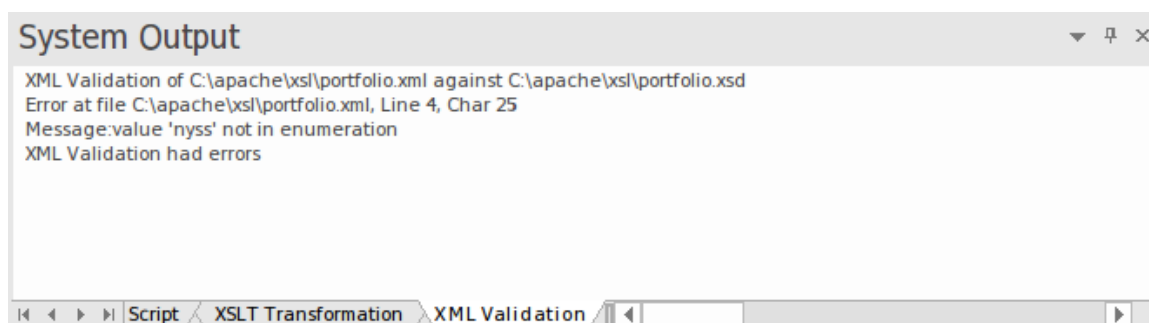 System Output
XML Validation of C:\apache\xsl\portfolio.xml against C:\apache\xsl\portfolio.xsd
Error at file C:\apache\xsl\portfolio.xml, Line 4, Char 25
Message:value 'nyss' not in enumeration
XML Validation had errors
Script XSLT Transformation XML Validation